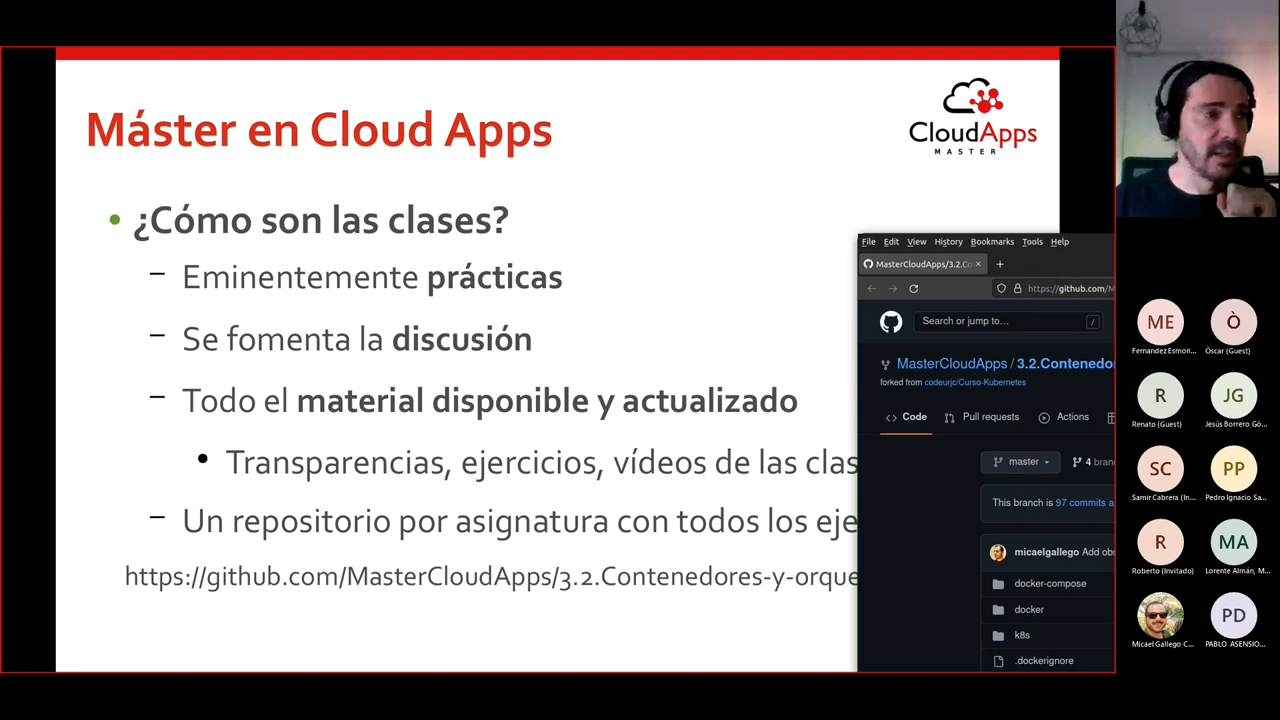 Máster en Cloud Apps
CloudApps
MASTER
• ¿Cómo son las clases?
– Eminentemente prácticas
– Se fomenta la discusión
– Todo el material disponible y actualizado
• Transparencias, ejercicios, vídeos de las clas
– Un repositorio por asignatura con todos los eje
https://github.com/MasterCloudApps/3.2.Contenedores-y-orque
File Edit View History Bookmarks Tools Help
MasterCloudApps/3.2.Co
https://github.com/M
Search or jump to… /
MasterCloudApps / 3.2.Contenedo
forked from codeurjc/Curso-Kubernetes
Code Pull requests Actions
master 4 bran
This branch is 97 commits a
micaelgallego Add obs
docker-compose
docker
k8s
.dockerignore
ME Ò
Fernandez Esmori... Òscar (Guest)
R JG
Renato (Guest) Jesús Borrero Gó...
SC PP
Samir Cabrera (In... Pedro Ignacio Sa...
R MA
Roberto (Invitado) Lorente Almán, M...
PD
Micael Gallego C... PABLO ASENSIO...